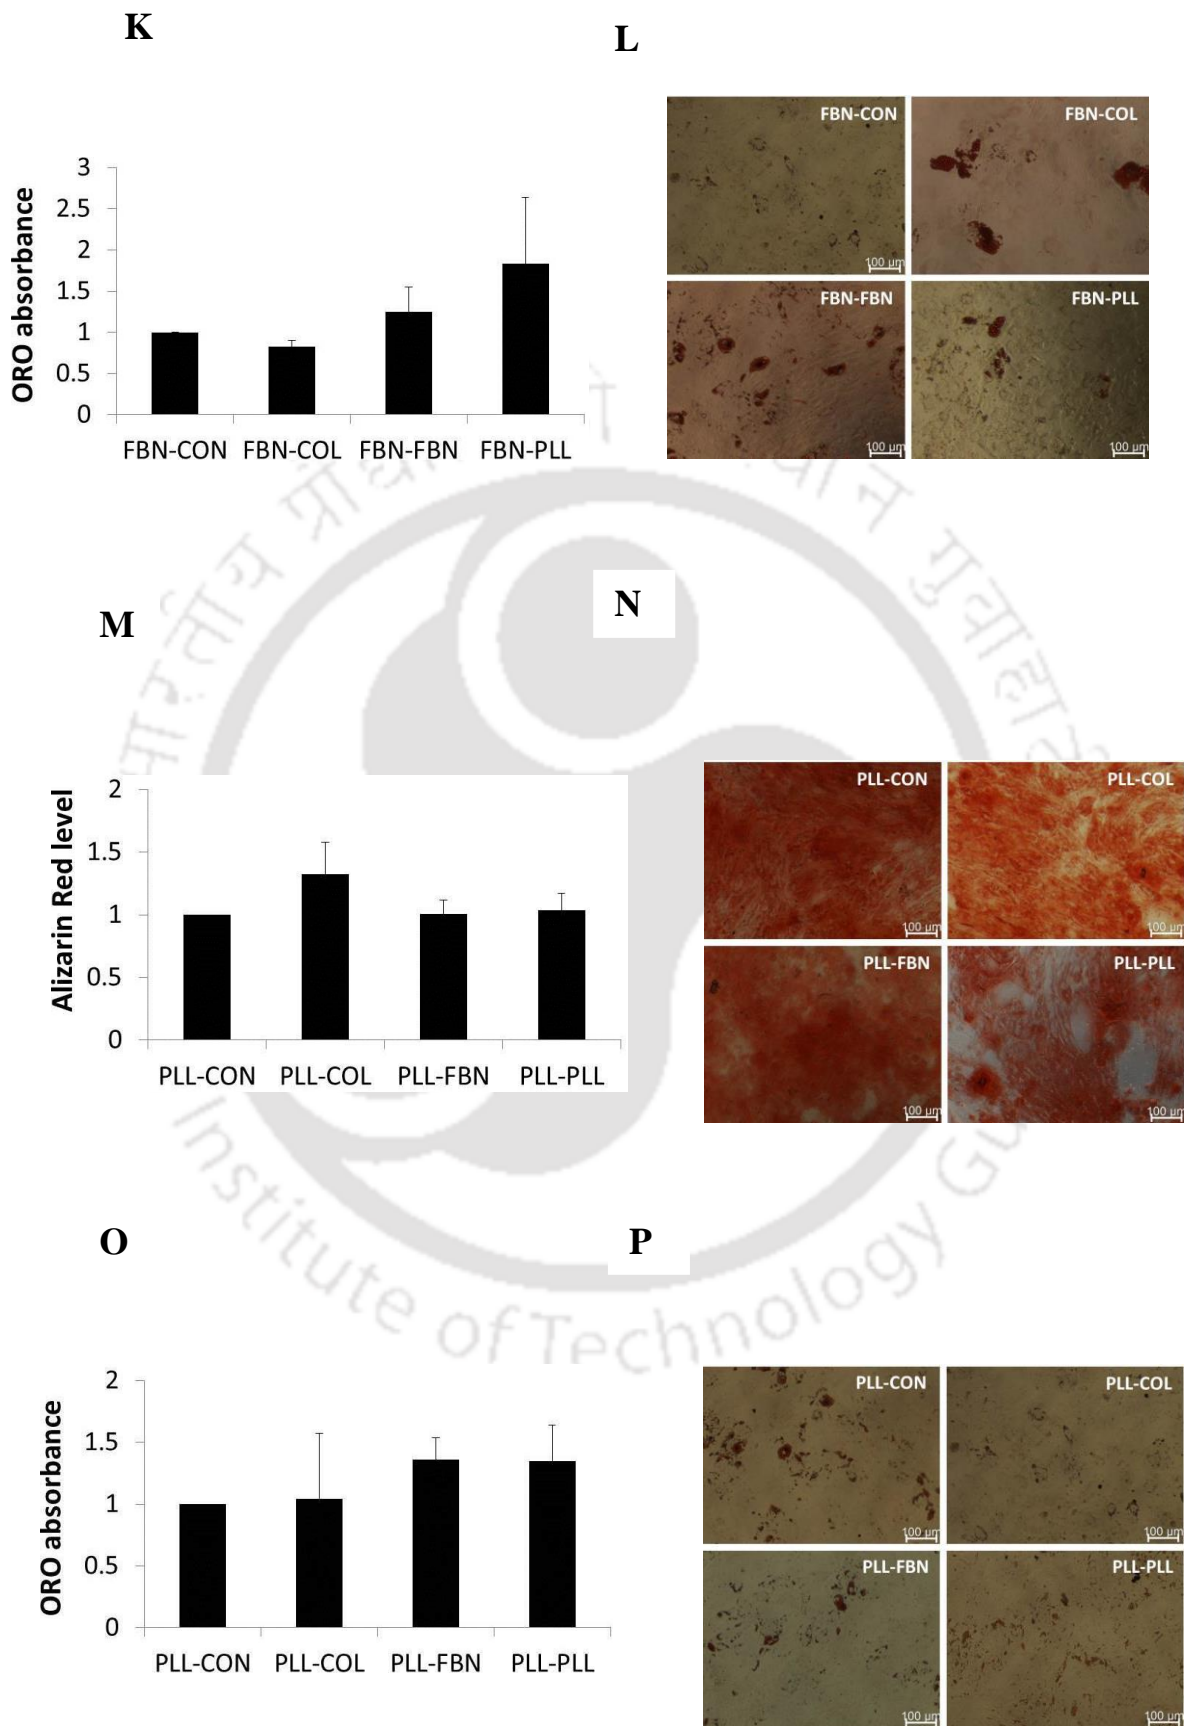 K
L
3
2.5
2
1.5
1
0.5
0
ORO absorbance
FBN-CON FBN-COL FBN-FBN FBN-PLL
FBN-CON
100 µm
FBN-COL
100 µm
FBN-FBN
100 µm
FBN-PLL
100 µm
M
N
2
1.5
1
0.5
0
Alizarin Red level
PLL-CON PLL-COL PLL-FBN PLL-PLL
PLL-CON
100 µm
PLL-COL
100 µm
PLL-FBN
100 µm
PLL-PLL
100 µm
O
P
2
1.5
1
0.5
0
ORO absorbance
PLL-CON PLL-COL PLL-FBN PLL-PLL
PLL-CON
100 µm
PLL-COL
100 µm
PLL-FBN
100 µm
PLL-PLL
100 µm
Institute of Technology